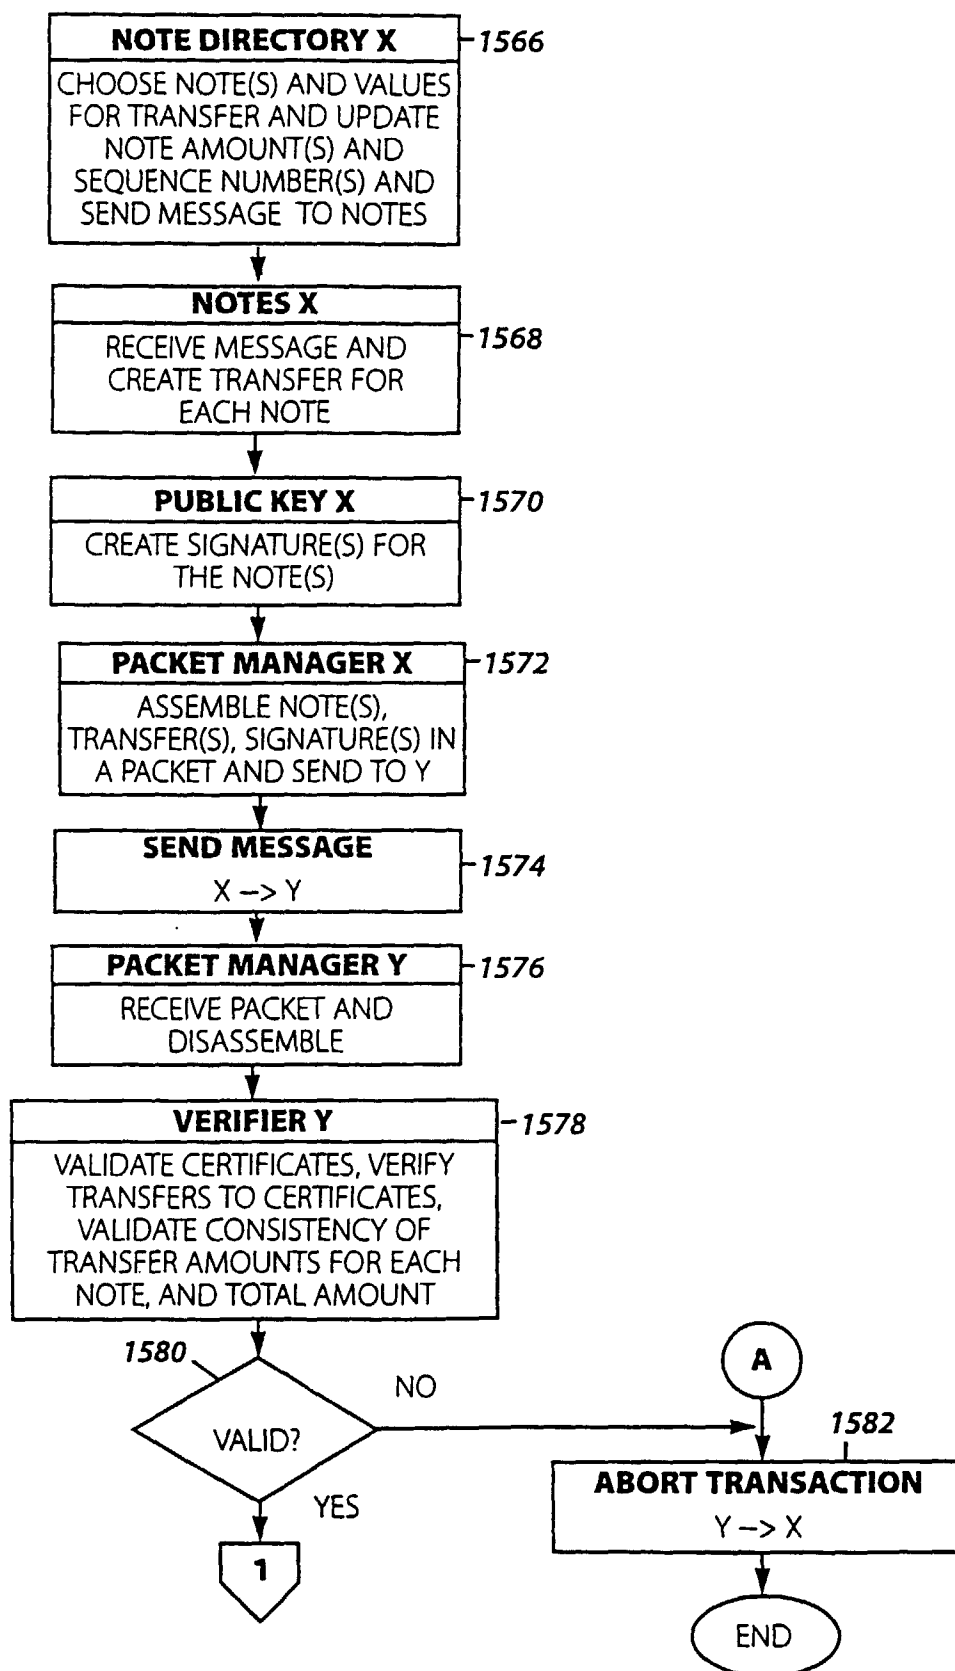 NOTE DIRECTORY X
1566
CHOOSE NOTE(S) AND VALUES
FOR TRANSFER AND UPDATE
NOTE AMOUNT(S) AND
SEQUENCE NUMBER(S) AND
SEND MESSAGE TO NOTES
NOTES X
1568
RECEIVE MESSAGE AND
CREATE TRANSFER FOR
EACH NOTE
PUBLIC KEY X
1570
CREATE SIGNATURE(S) FOR
THE NOTE(S)
PACKET MANAGER X
1572
ASSEMBLE NOTE(S),
TRANSFER(S), SIGNATURE(S) IN
A PACKET AND SEND TO Y
SEND MESSAGE
1574
X –> Y
PACKET MANAGER Y
1576
RECEIVE PACKET AND
DISASSEMBLE
VERIFIER Y
1578
VALIDATE CERTIFICATES, VERIFY
TRANSFERS TO CERTIFICATES,
VALIDATE CONSISTENCY OF
TRANSFER AMOUNTS FOR EACH
NOTE, AND TOTAL AMOUNT
1580
VALID?
NO
YES
1
A
1582
ABORT TRANSACTION
Y –> X
END